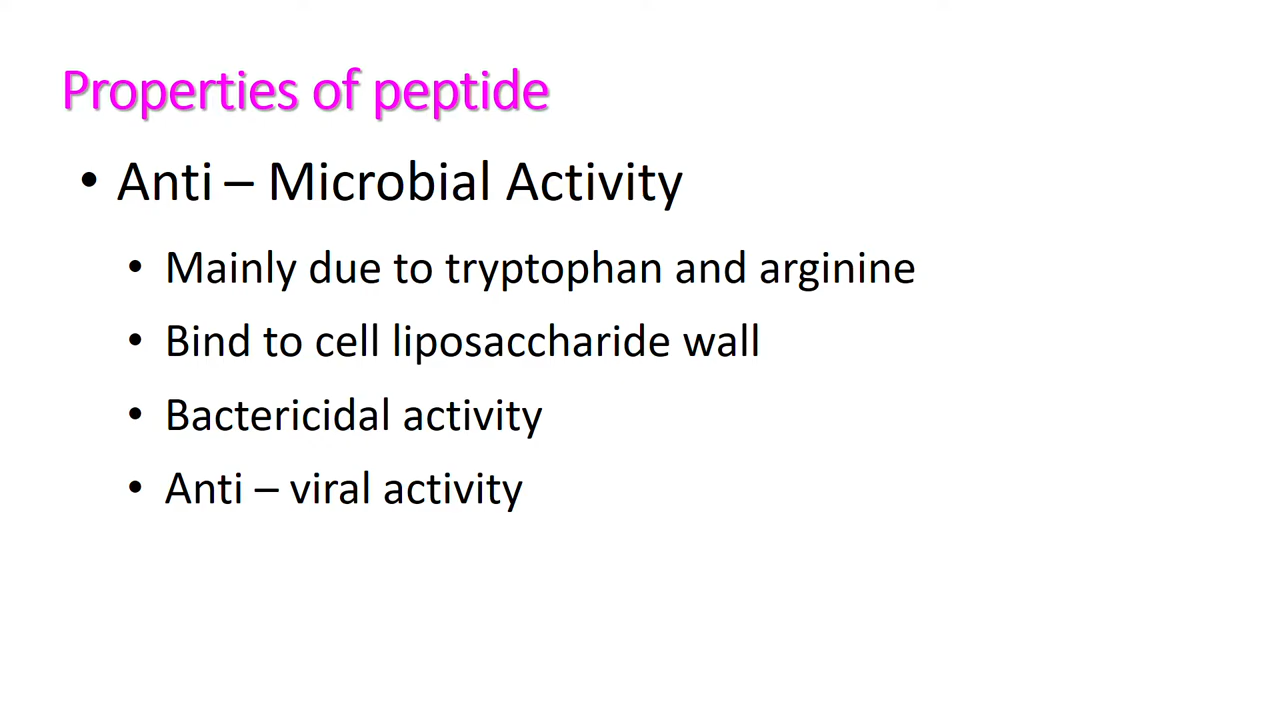 Properties of peptide
• Anti – Microbial Activity
• Mainly due to tryptophan and arginine
• Bind to cell liposaccharide wall
• Bactericidal activity
• Anti – viral activity